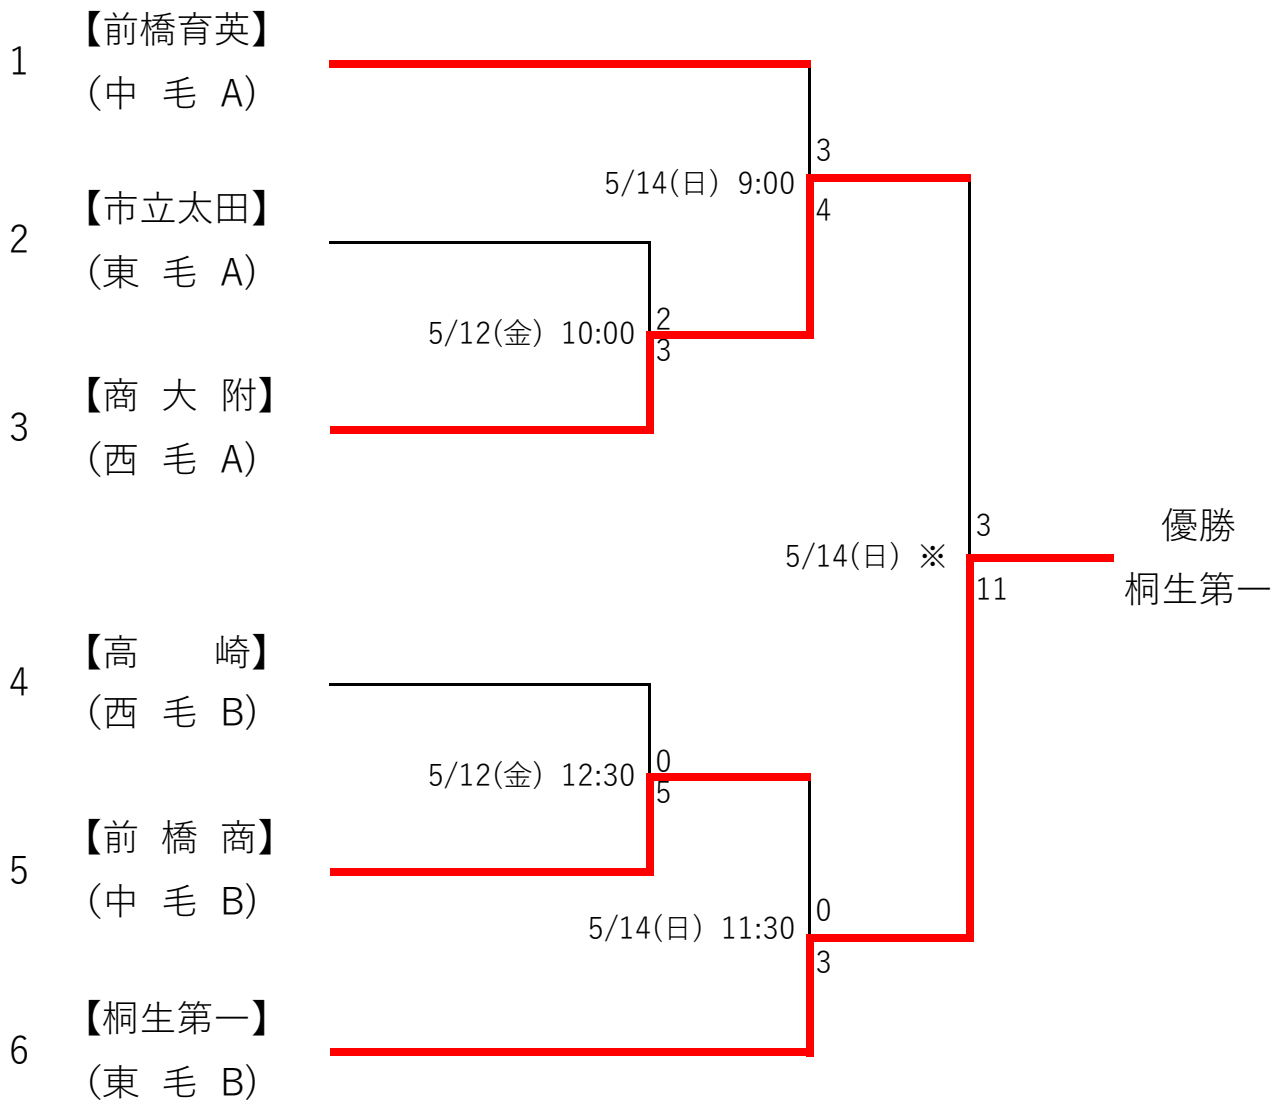 【前橋育英】
1
(中 毛 A)
3
5/14(日) 9:00
4
【市立太田】
2
(東 毛 A)
2
5/12(金) 10:00
3
【商 大 附】
3
(西 毛 A)
3
優勝
5/14(日) ※
11
桐生第一
【高 崎】
4
(西 毛 B)
0
5/12(金) 12:30
5
【前 橋 商】
5
(中 毛 B)
0
5/14(日) 11:30
3
【桐生第一】
6
(東 毛 B)